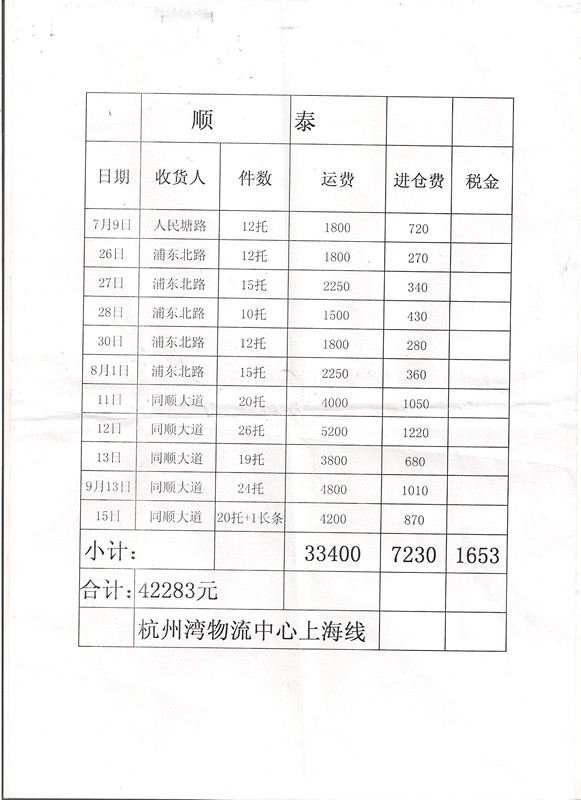 顺 泰
日期 收货人 件数 运费 进仓费 税金
7月9日 人民塘路 12托 1800 720
26日 浦东北路 12托 1800 270
27日 浦东北路 15托 2250 340
28日 浦东北路 10托 1500 430
30日 浦东北路 12托 1800 280
8月1日 浦东北路 15托 2250 360
11日 同顺大道 20托 4000 1050
12日 同顺大道 26托 5200 1220
13日 同顺大道 19托 3800 680
9月13日 同顺大道 24托 4800 1010
15日 同顺大道 20托+1长条 4200 870
小计: 33400 7230 1653
合计: 42283元
杭州湾物流中心上海线